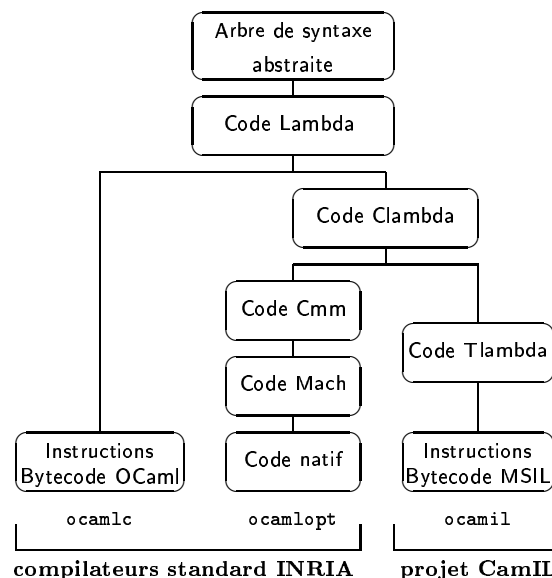 Arbre de syntaxe
abstraite
Code Lambda
Code Clambda
Code Cmm
Code Tlambda
Code Mach
Instructions
Bytecode OCaml
Code natif
Instructions
Bytecode MSIL
ocamlc
ocamlopt
ocamil
compilateurs standard INRIA
projet CamIL